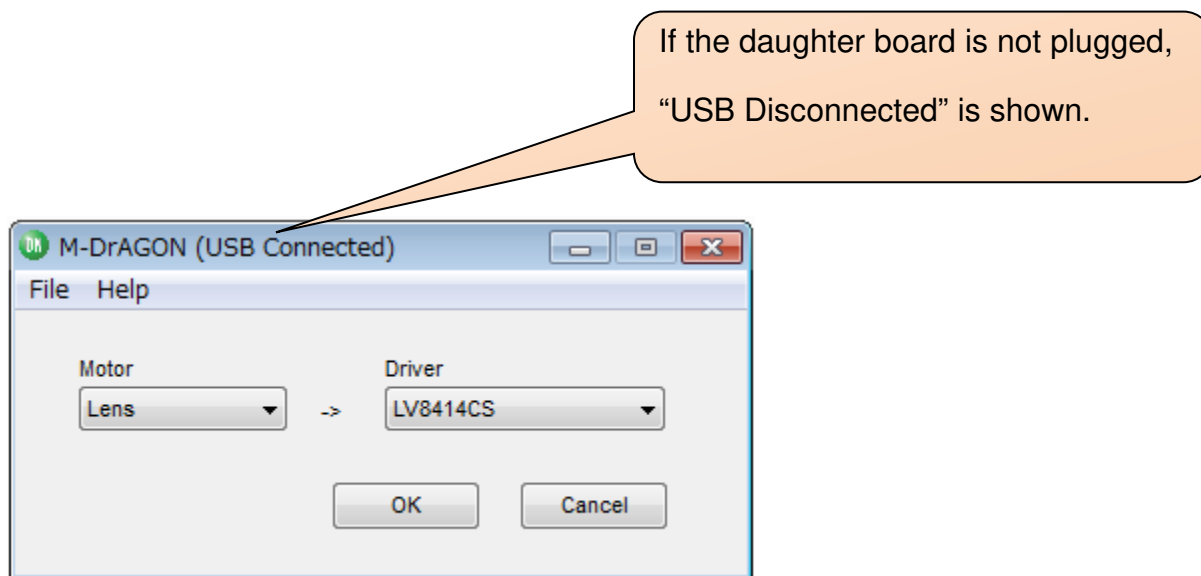 If the daughter board is not plugged,
“USB Disconnected” is shown.
DN M-DrAGON (USB Connected)
File Help
Motor Driver
Lens -> LV8414CS
OK Cancel